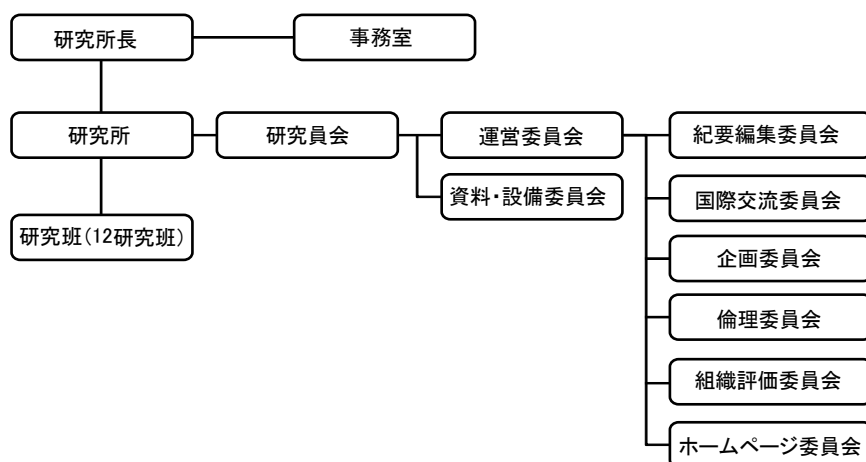 研究所長
事務室
研究所
研究員会
運営委員会
紀要編集委員会
資料・設備委員会
国際交流委員会
研究班（12研究班）
企画委員会
倫理委員会
組織評価委員会
ホームページ委員会